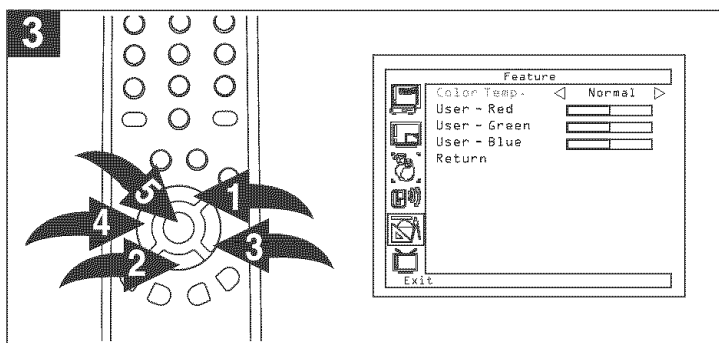 3
1
5
4
3
2
Feature
Color Temp. Normal
User - Red
User - Green
User - Blue
Return
Exit